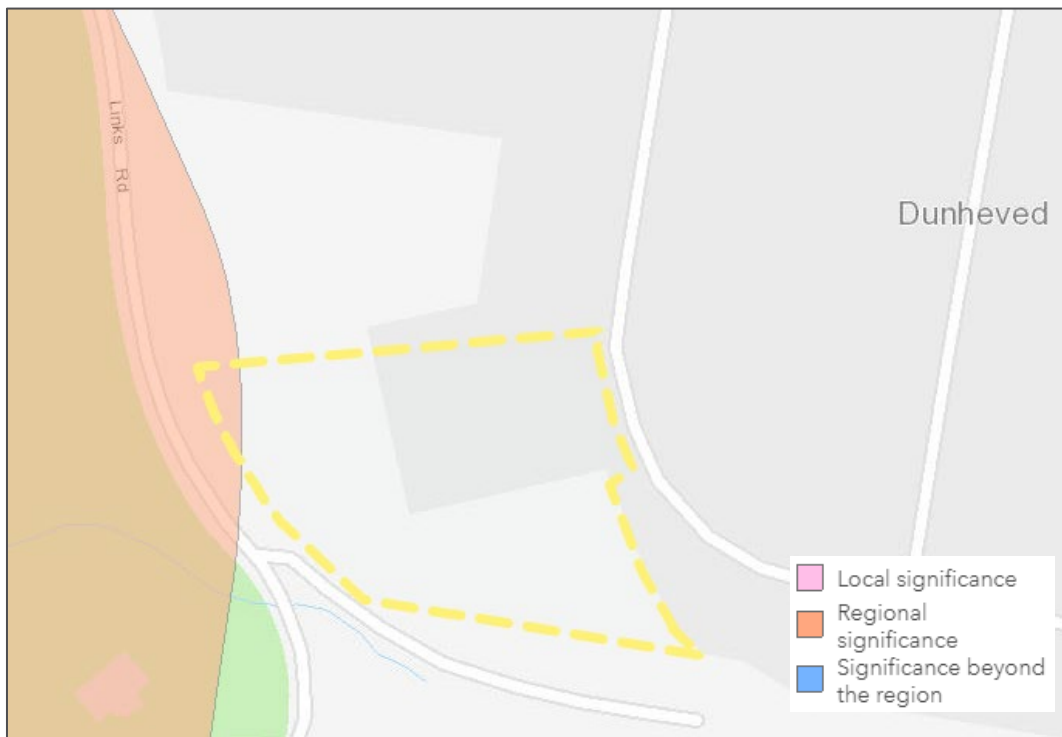 Links Rd
Dunheved
Local significance
Regional
significance
Significance beyond
the region